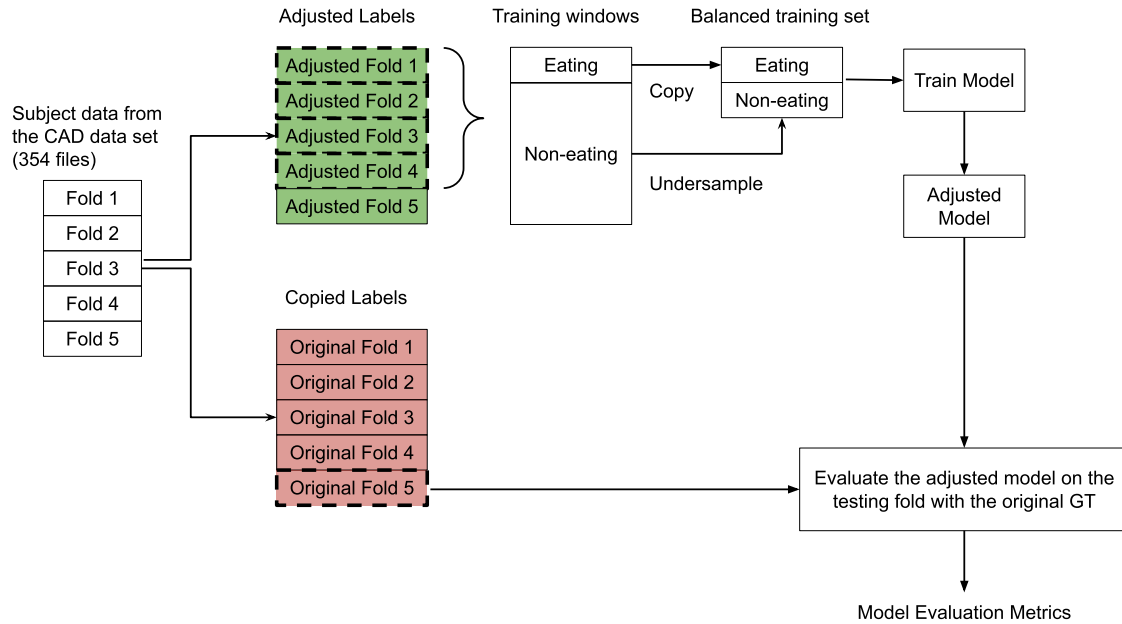 Adjusted Labels
Training windows
Balanced training set
Adjusted Fold 1
Adjusted Fold 2
Adjusted Fold 3
Adjusted Fold 4
Adjusted Fold 5
Eating
Non-eating
Copy
Undersample
Eating
Non-eating
Train Model
Adjusted
Model
Subject data from
the CAD data set
(354 files)
Fold 1
Fold 2
Fold 3
Fold 4
Fold 5
Copied Labels
Original Fold 1
Original Fold 2
Original Fold 3
Original Fold 4
Original Fold 5
Evaluate the adjusted model on the
testing fold with the original GT
Model Evaluation Metrics